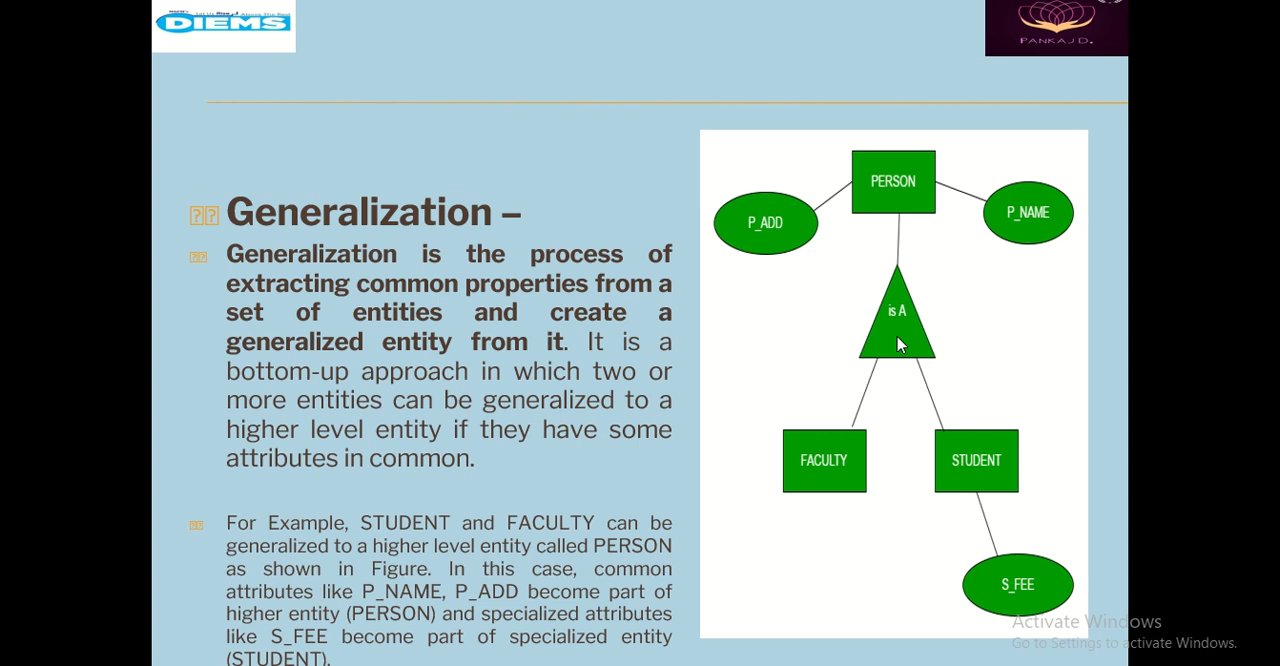 DIEMS
PANKAJ D.
Generalization –
Generalization is the process of
extracting common properties from a
set of entities and create a
generalized entity from it. It is a
bottom-up approach in which two or
more entities can be generalized to a
higher level entity if they have some
attributes in common.
For Example, STUDENT and FACULTY can be
generalized to a higher level entity called PERSON
as shown in Figure. In this case, common
attributes like P_NAME, P_ADD become part of
higher entity (PERSON) and specialized attributes
like S_FEE become part of specialized entity
(STUDENT).
PERSON
P_ADD
P_NAME
is A
FACULTY
STUDENT
S_FEE
Activate Windows
Go to Settings to activate Windows.